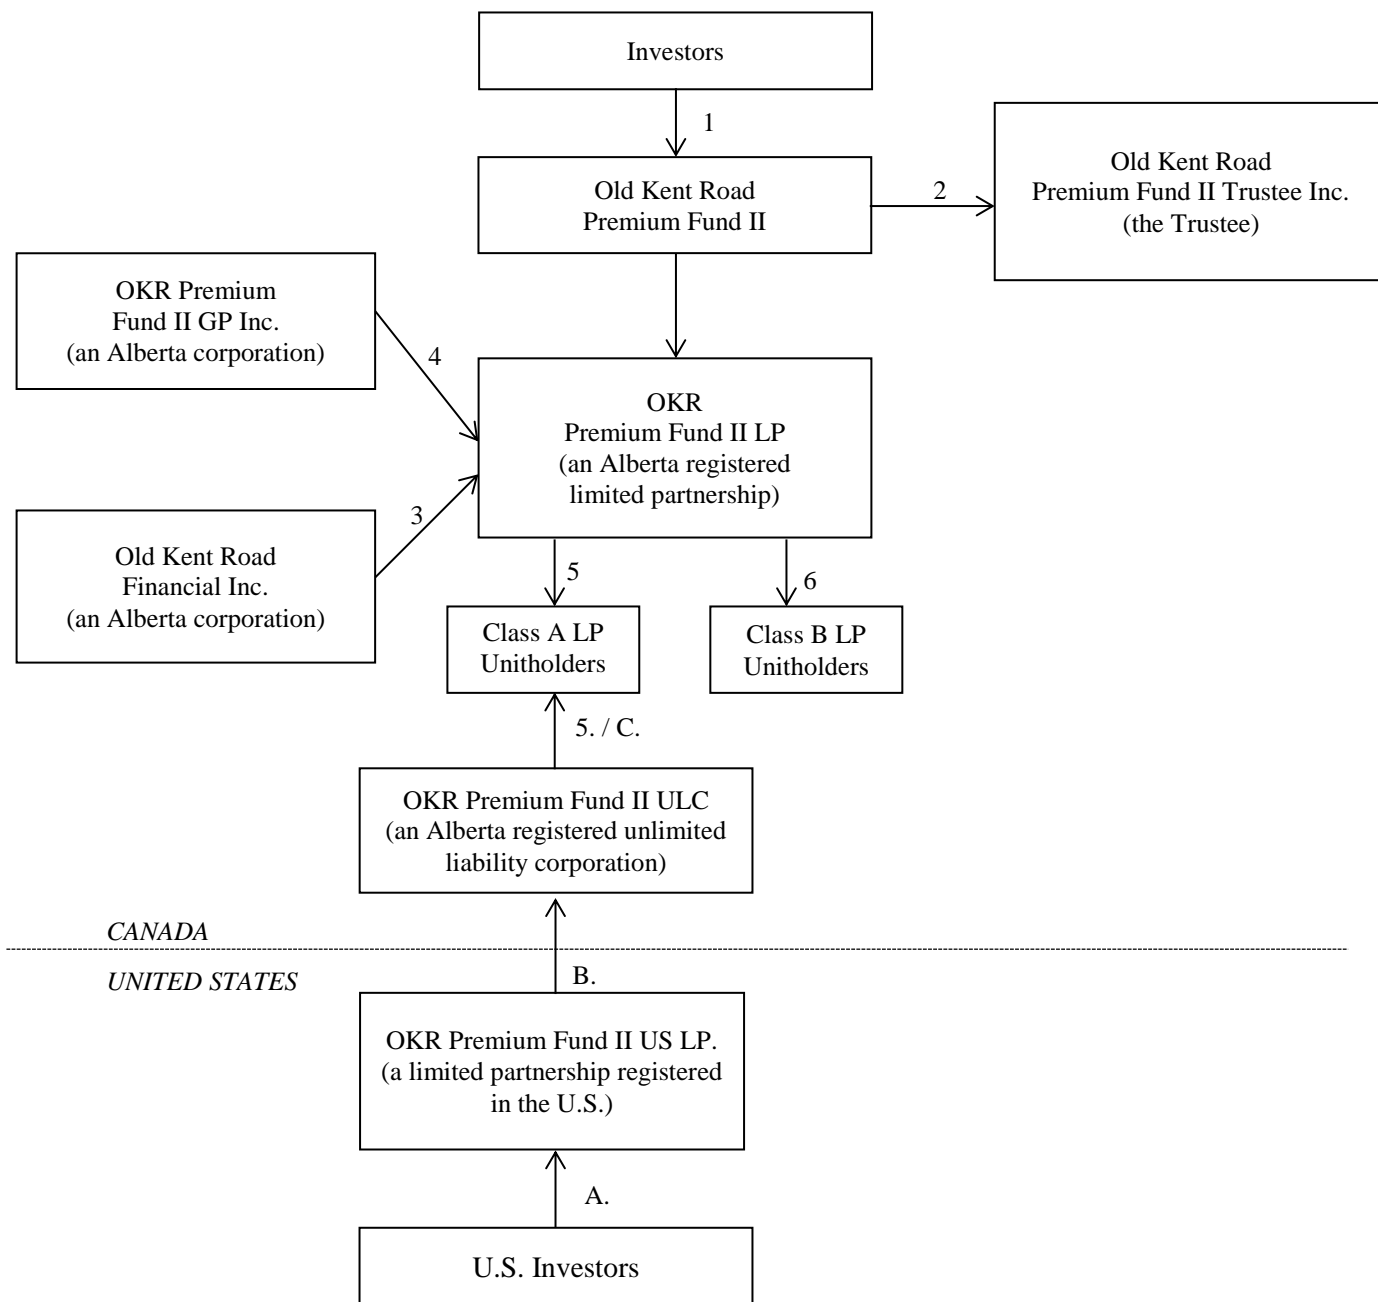 Investors
1
Old Kent Road
Premium Fund II
2
Old Kent Road
Premium Fund II Trustee Inc.
(the Trustee)
OKR Premium
Fund II GP Inc.
(an Alberta corporation)
4
OKR
Premium Fund II LP
(an Alberta registered
limited partnership)
3
Old Kent Road
Financial Inc.
(an Alberta corporation)
5
6
Class A LP
Unitholders
Class B LP
Unitholders
5. / C.
OKR Premium Fund II ULC
(an Alberta registered unlimited
liability corporation)
CANADA
UNITED STATES
B.
OKR Premium Fund II US LP.
(a limited partnership registered
in the U.S.)
A.
U.S. Investors